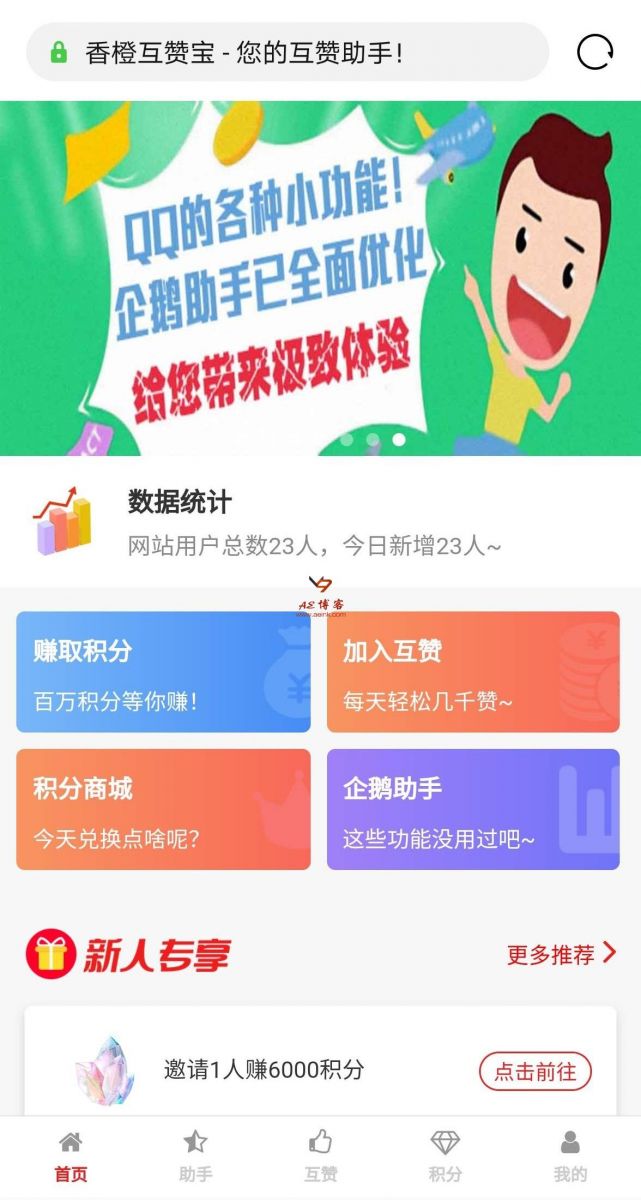 香橙互赞宝 - 您的互赞助手！
QQ的各种小功能！
企鹅助手已全面优化
给您带来极致体验
数据统计
网站用户总数23人，今日新增23人~
AE博客
www.aeink.com
赚取积分
百万积分等你赚！
加入互赞
每天轻松几千赞~
积分商城
今天兑换点啥呢？
企鹅助手
这些功能没用过吧~
新人专享
更多推荐
邀请1人赚6000积分
点击前往
首页
助手
互赞
积分
我的